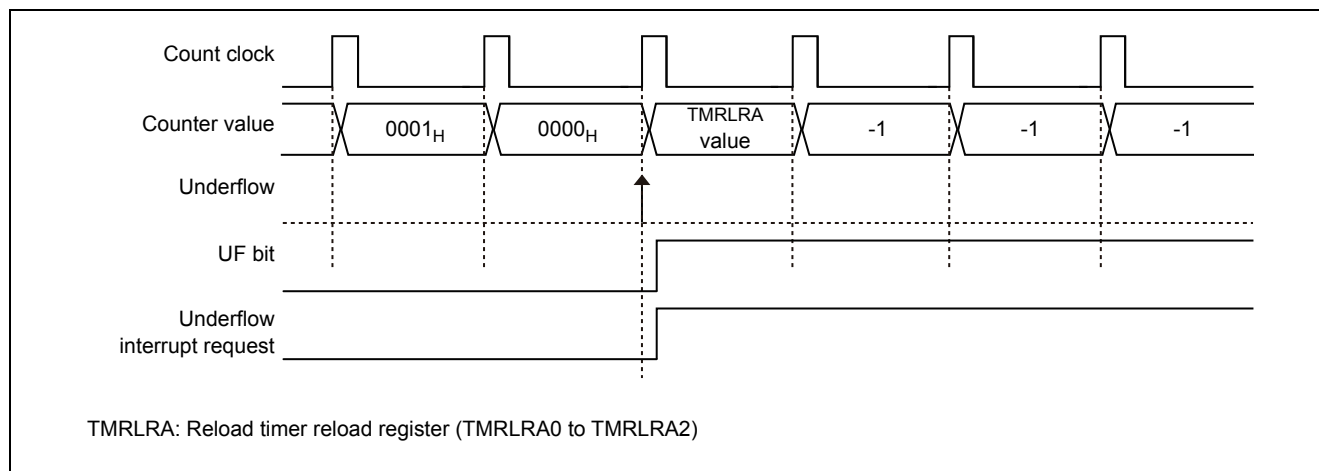 Count clock
Counter value
0001H
0000H
TMRLRA
value
-1
-1
-1
Underflow
UF bit
Underflow
interrupt request
TMRLRA: Reload timer reload register (TMRLRA0 to TMRLRA2)